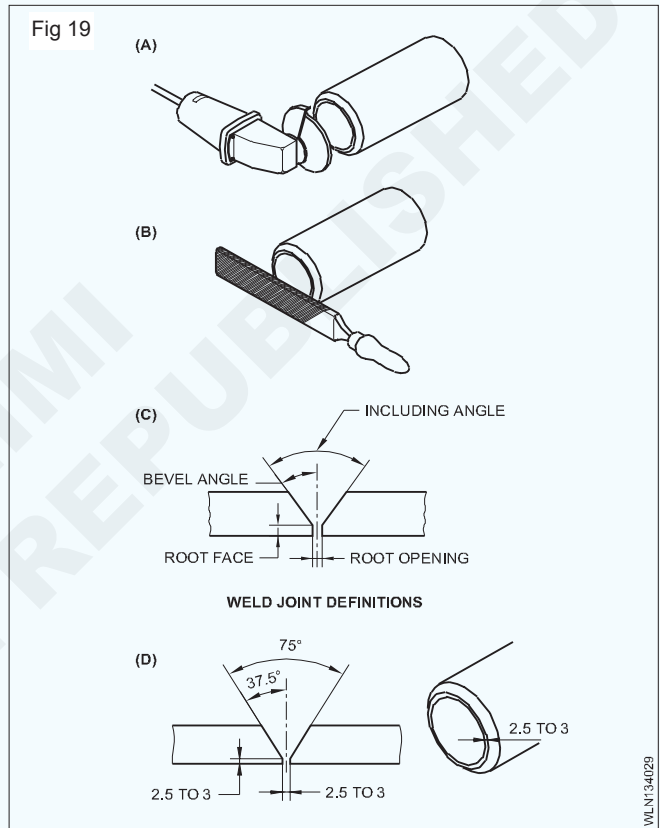 Fig 19
(A)
(B)
(C)
INCLUDING ANGLE
BEVEL ANGLE
ROOT FACE
ROOT OPENING
WELD JOINT DEFINITIONS
(D)
75°
37.5°
2.5 TO 3
2.5 TO 3
2.5 TO 3
WLN134029